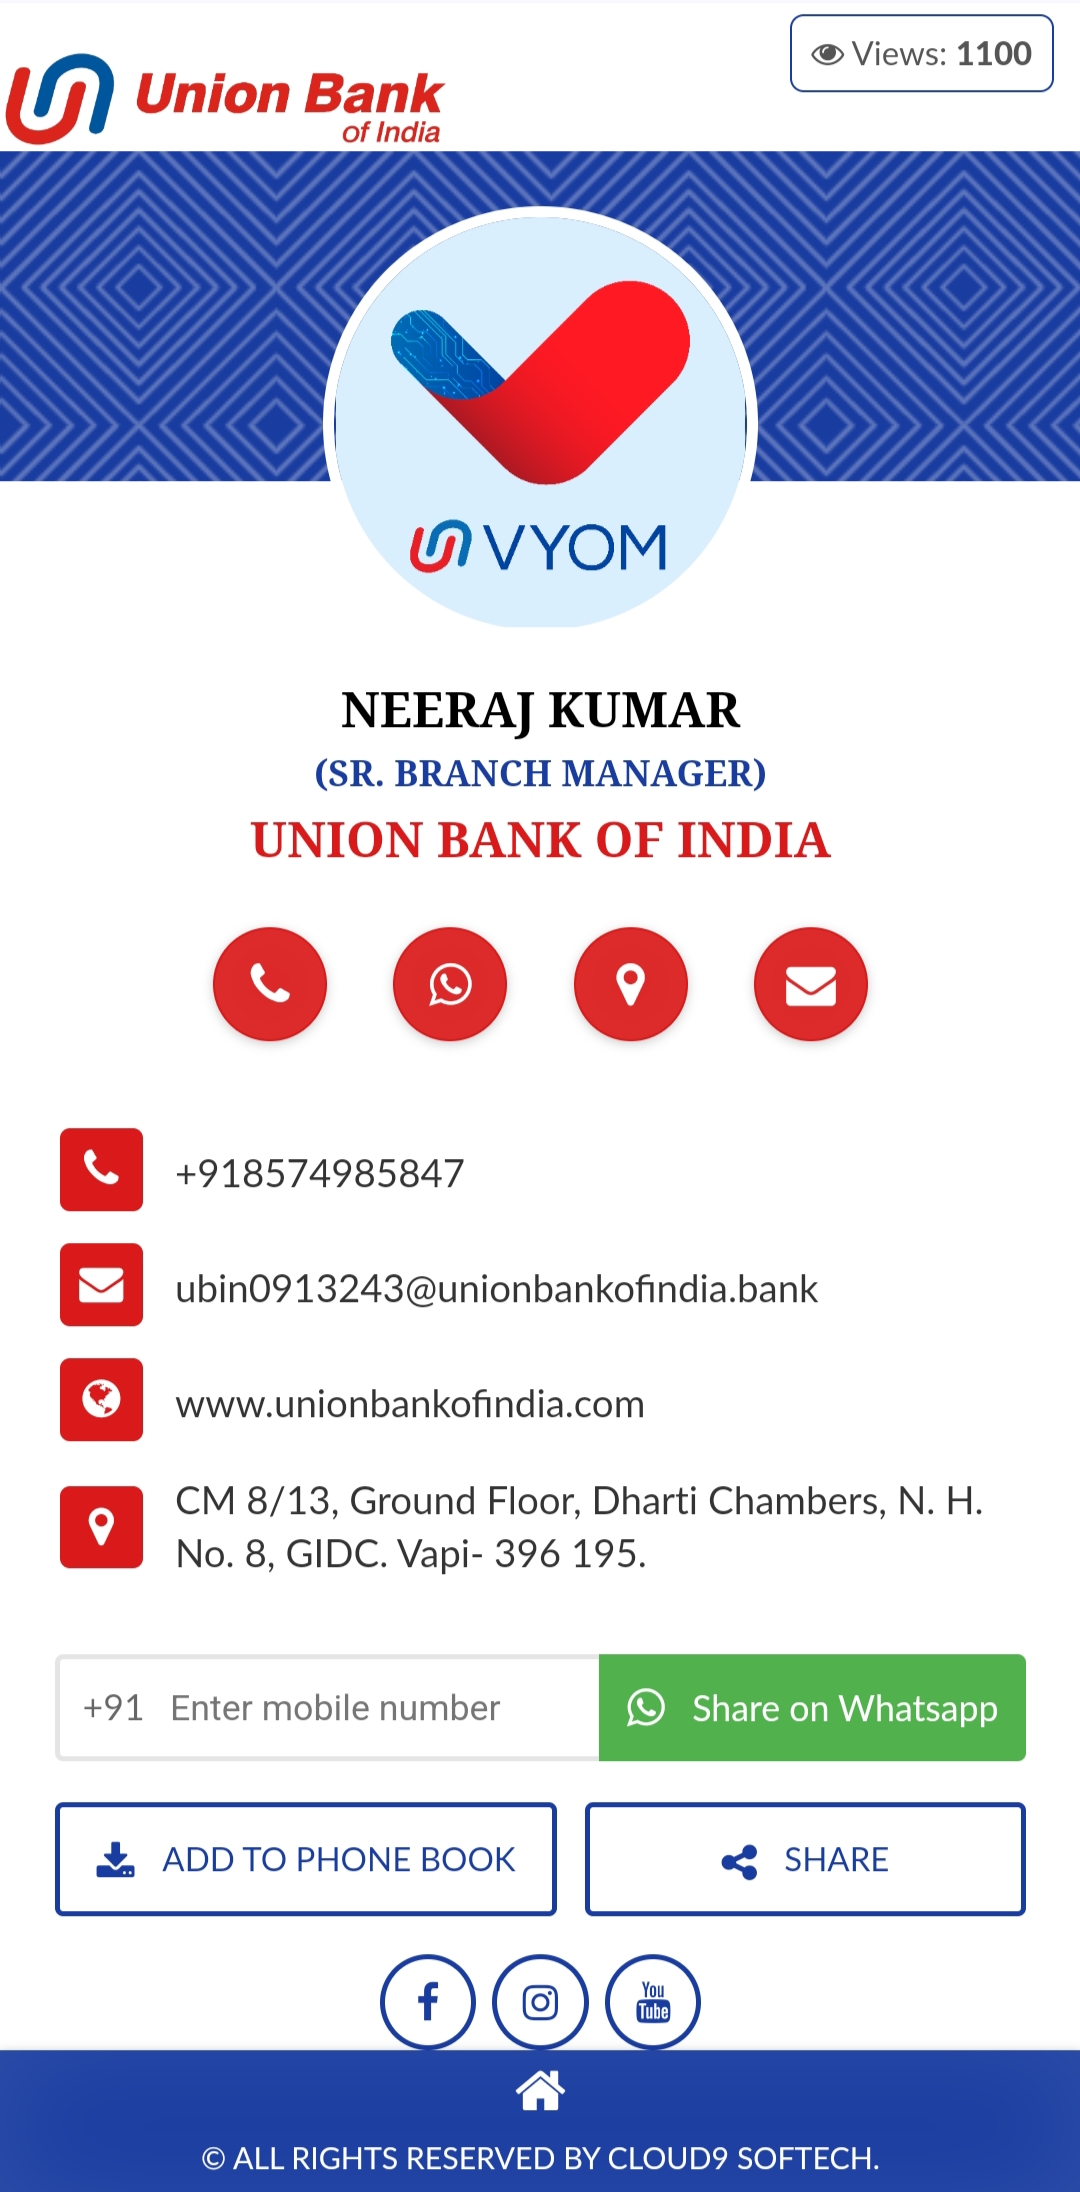 Views: 1100
Union Bank
of India
VYOM
NEERAJ KUMAR
(SR. BRANCH MANAGER)
UNION BANK OF INDIA
+918574985847
ubin0913243@unionbankofindia.bank
www.unionbankofindia.com
CM 8/13, Ground Floor, Dharti Chambers, N. H.
No. 8, GIDC. Vapi- 396 195.
+91 Enter mobile number Share on Whatsapp
ADD TO PHONE BOOK SHARE
You
Tube
© ALL RIGHTS RESERVED BY CLOUD9 SOFTECH.